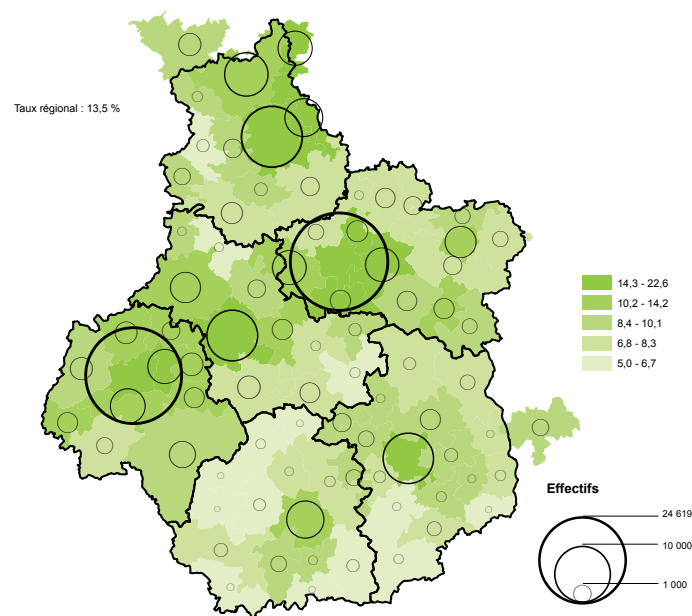 Taux régional : 13,5 %
14,3 - 22,6
10,2 - 14,2
8,4 - 10,1
6,8 - 8,3
5,0 - 6,7
Effectifs
24 619
10 000
1 000